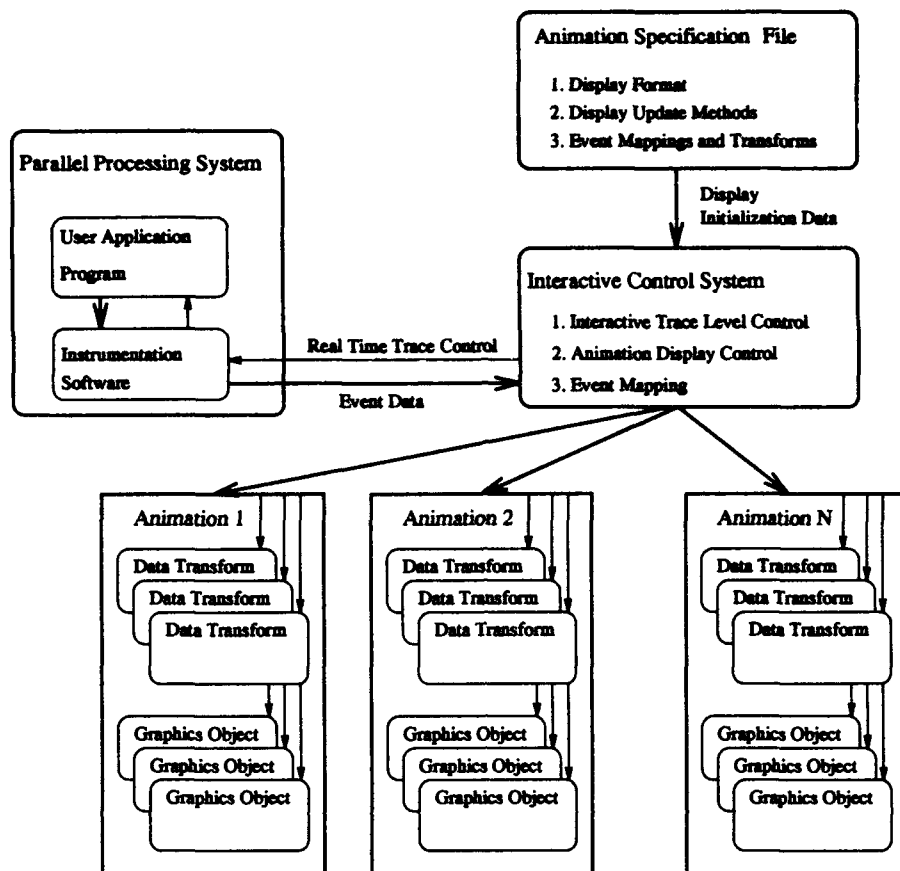 Animation Specification File
1. Display Format
2. Display Update Methods
3. Event Mappings and Transforms
Parallel Processing System
User Application
Program
Instrumentation
Software
Display
Initialization Data
Interactive Control System
1. Interactive Trace Level Control
2. Animation Display Control
3. Event Mapping
Real Time Trace Control
Event Data
Animation 1
Data Transform
Data Transform
Data Transform
Graphics Object
Graphics Object
Graphics Object
Animation 2
Data Transform
Data Transform
Data Transform
Graphics Object
Graphics Object
Graphics Object
Animation N
Data Transform
Data Transform
Data Transform
Graphics Object
Graphics Object
Graphics Object